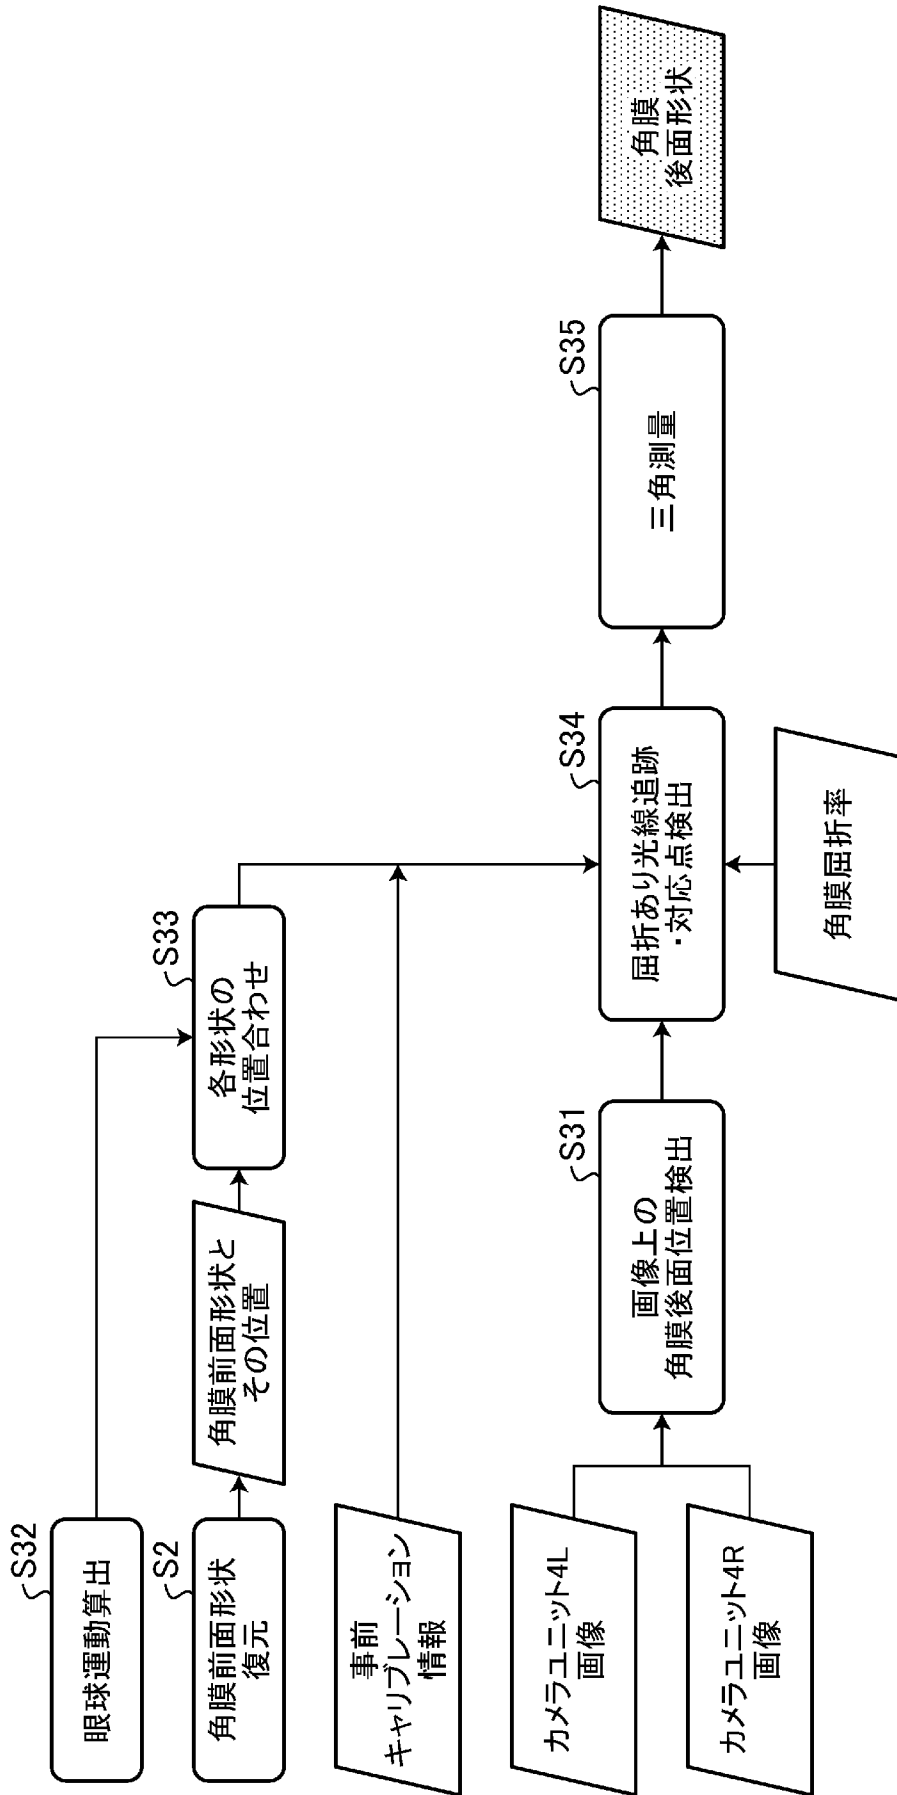 S32
眼球運動算出
S2
角膜前面形状
復元
角膜前面形状と
その位置
S33
各形状の
位置合わせ
事前
キャリブレーション
情報
カメラユニット4L
画像
カメラユニット4R
画像
S31
画像上の
角膜後面位置検出
S34
屈折あり光線追跡
・対応点検出
角膜屈折率
S35
三角測量
角膜
後面形状